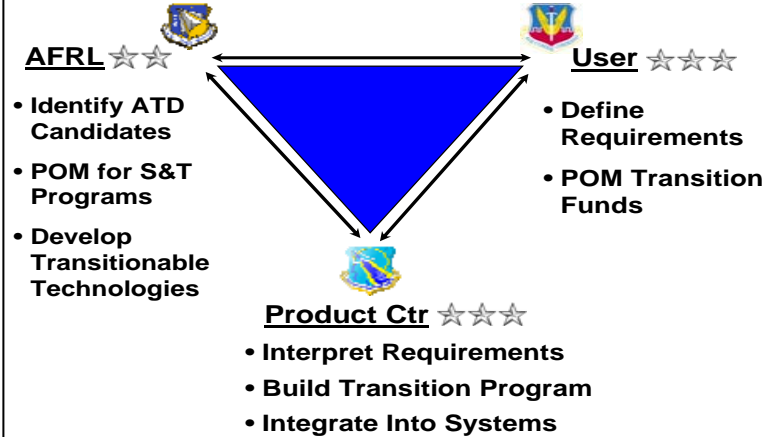 AFRL
• Identify ATD
Candidates
• POM for S&T
Programs
• Develop
Transitionable
Technologies
User
• Define
Requirements
• POM Transition
Funds
Product Ctr
• Interpret Requirements
• Build Transition Program
• Integrate Into Systems